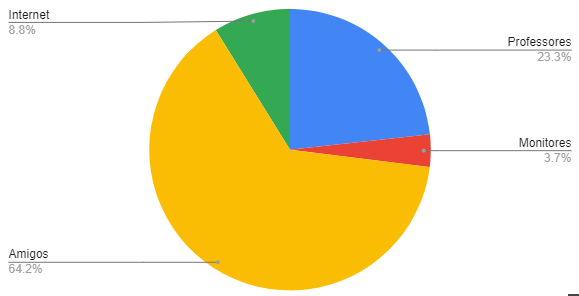 Internet
8.8%
Professores
23.3%
Monitores
3.7%
Amigos
64.2%